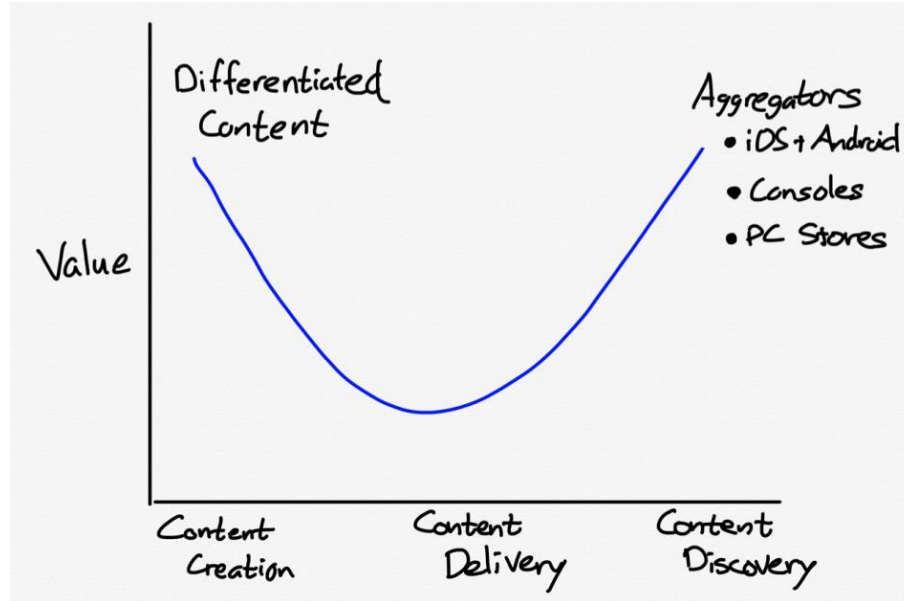 Differentiated
Content
Aggregators
• iOS + Android
• Consoles
• PC Stores
Value
Content
Creation
Content
Delivery
Content
Discovery